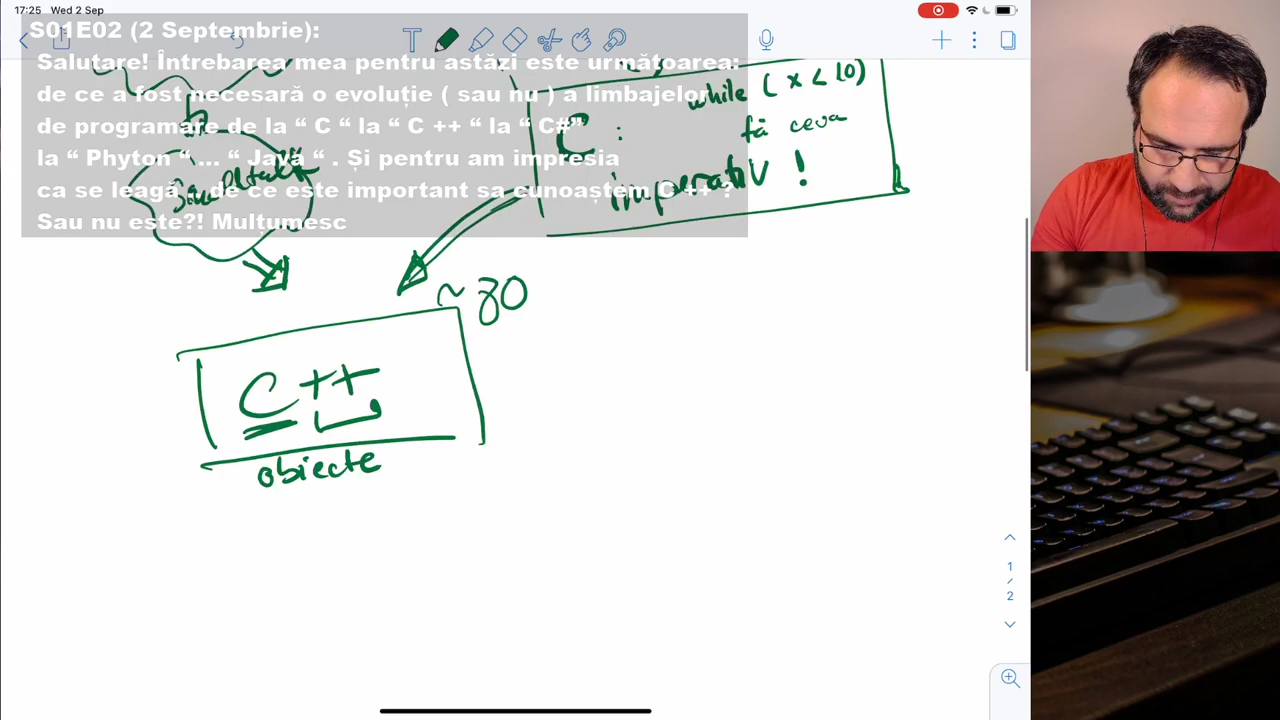 17:25 Wed 2 Sep
S01E02 (2 Septembrie):
Salutare! Întrebarea mea pentru astăzi este următoarea:
de ce a fost necesară o evoluție ( sau nu ) a limbajelor
de programare de la “ C “ la “ C ++ “ la “ C#”
la “ Phyton “ ... “ Java “ . Și pentru am impresia
ca se leagă , de ce este important sa cunoaștem C ++ ?
Sau nu este?! Mulțumesc
while (x < 10)
fă ceva
C :
imperativ !
~ 80
C++
obiecte
1
/
2